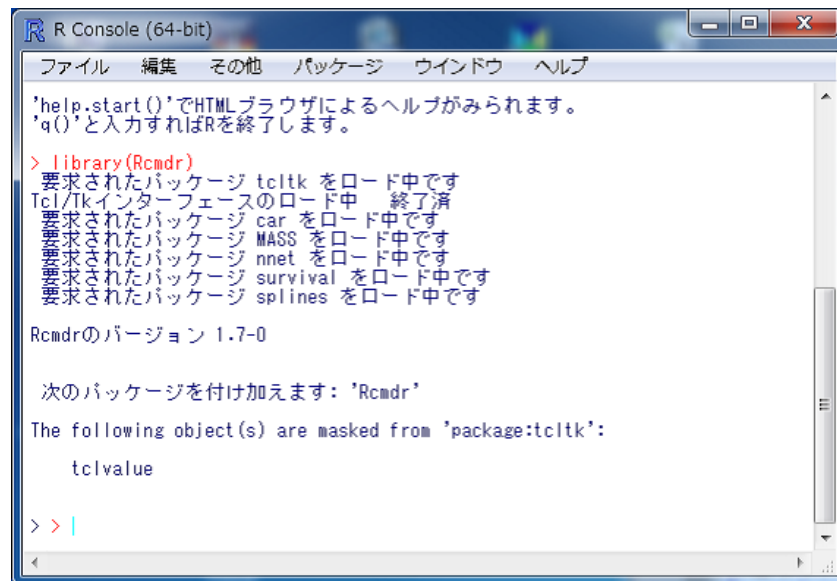 R Console (64-bit)
ファイル 編集 その他 パッケージ ウインドウ ヘルプ
'help.start()'でHTMLブラウザによるヘルプがみられます。
'q()'と入力すればRを終了します。
> library(Rcmdr)
要求されたパッケージ tcltk をロード中です
Tcl/Tkインターフェースのロード中 終了済
要求されたパッケージ car をロード中です
要求されたパッケージ MASS をロード中です
要求されたパッケージ nnet をロード中です
要求されたパッケージ survival をロード中です
要求されたパッケージ splines をロード中です
Rcmdrのバージョン 1.7-0
次のパッケージを付け加えます: 'Rcmdr'
The following object(s) are masked from 'package:tcltk':
tclvalue
> >